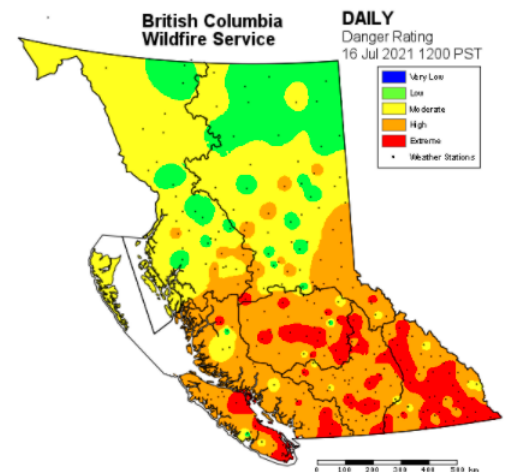 British Columbia
Wildfire Service
DAILY
Danger Rating
16 Jul 2021 1200 PST
Very Low
Low
Moderate
High
Extreme
Weather Stations
0 100 200 300 400 500 km